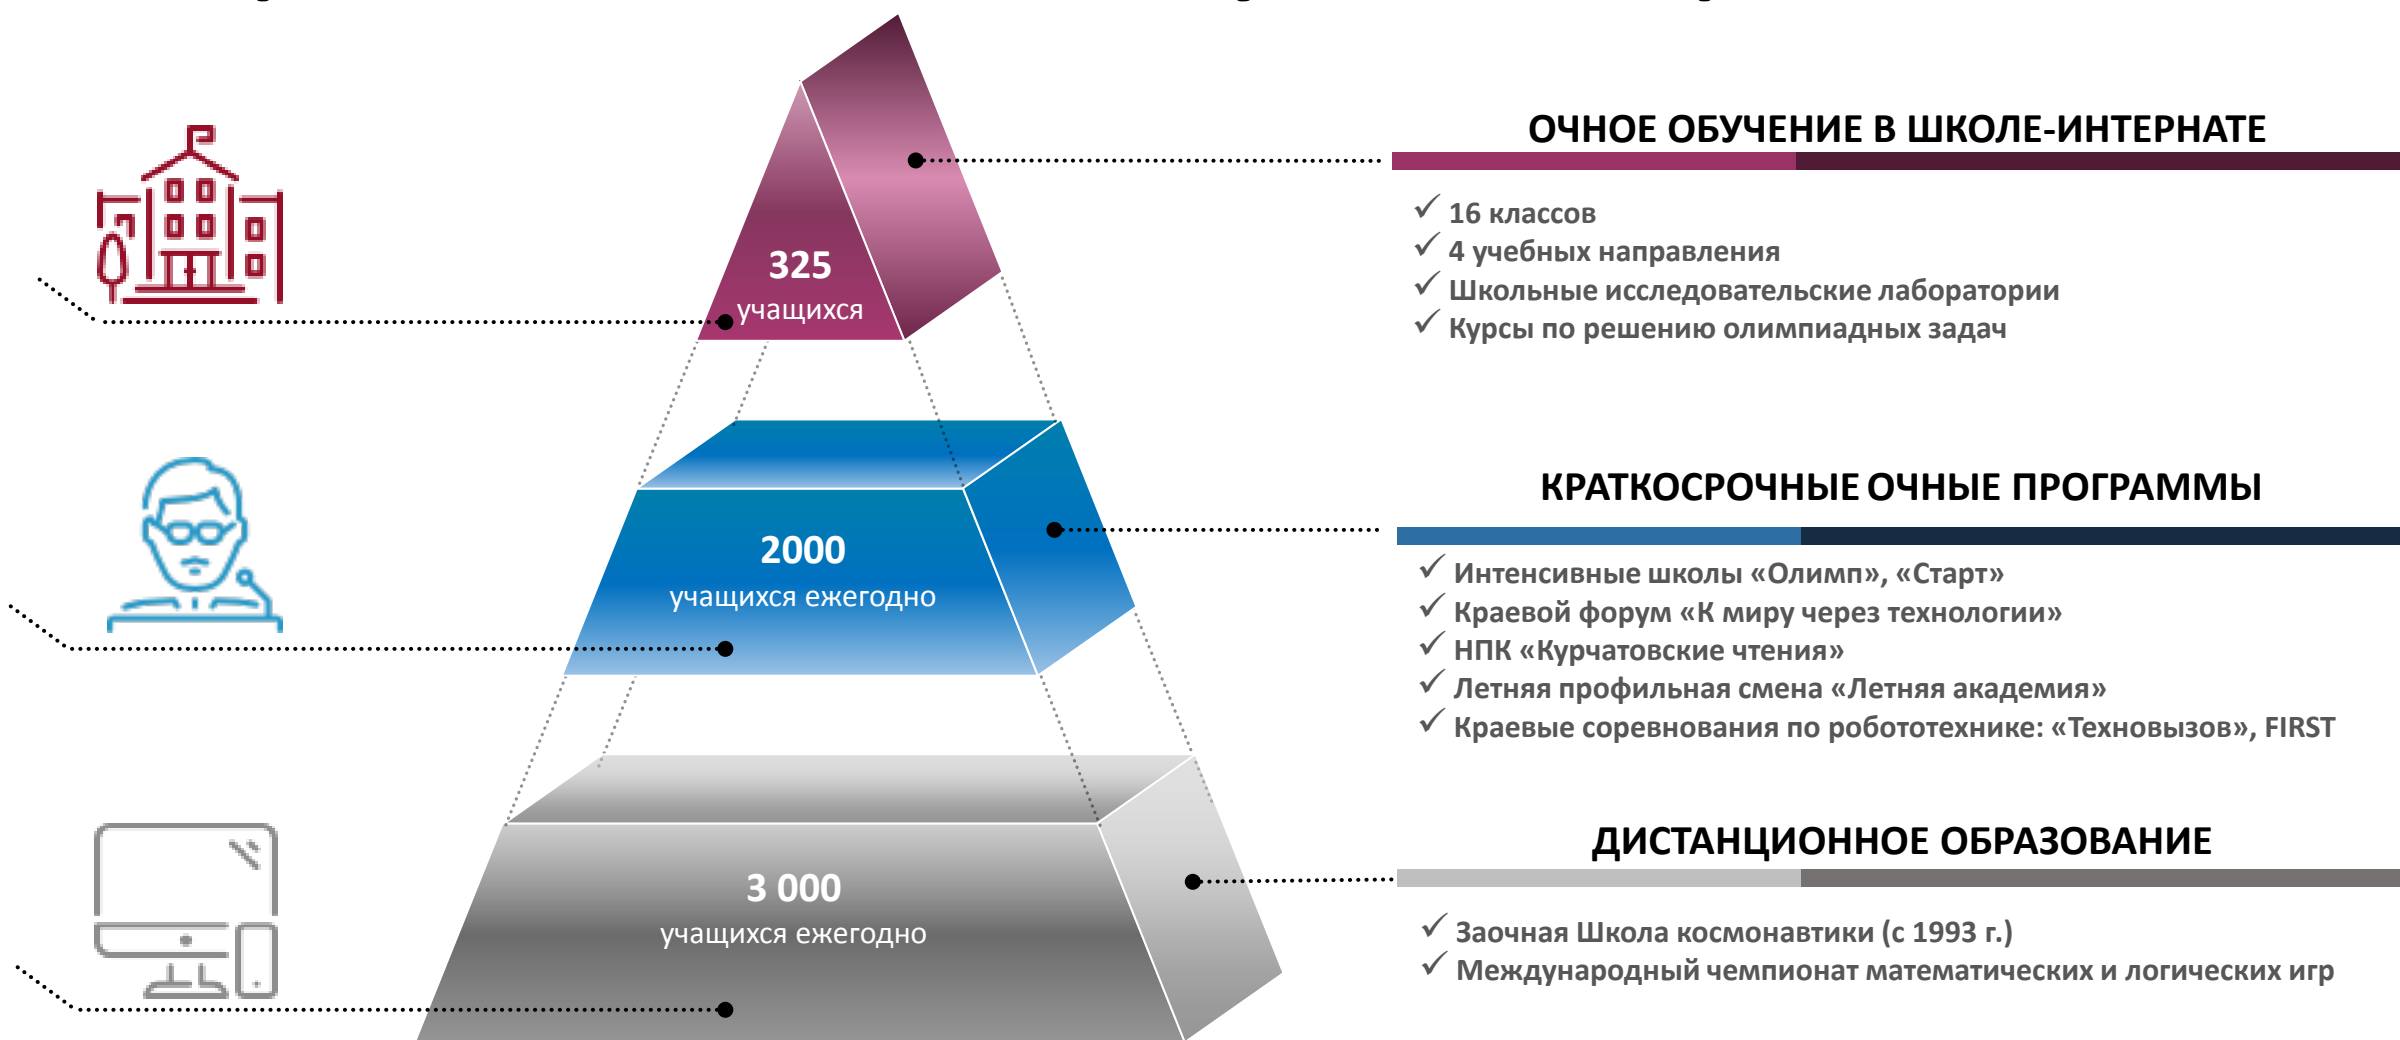 ОЧНОЕ ОБУЧЕНИЕ В ШКОЛЕ-ИНТЕРНАТЕ
✓ 16 классов
✓ 4 учебных направления
✓ Школьные исследовательские лаборатории
✓ Курсы по решению олимпиадных задач
325
учащихся
КРАТКОСРОЧНЫЕ ОЧНЫЕ ПРОГРАММЫ
✓ Интенсивные школы «Олимп», «Старт»
✓ Краевой форум «К миру через технологии»
✓ НПК «Курчатовские чтения»
✓ Летняя профильная смена «Летняя академия»
✓ Краевые соревнования по робототехнике: «Техновызов», FIRST
2000
учащихся ежегодно
ДИСТАНЦИОННОЕ ОБРАЗОВАНИЕ
✓ Заочная Школа космонавтики (с 1993 г.)
✓ Международный чемпионат математических и логических игр
3 000
учащихся ежегодно